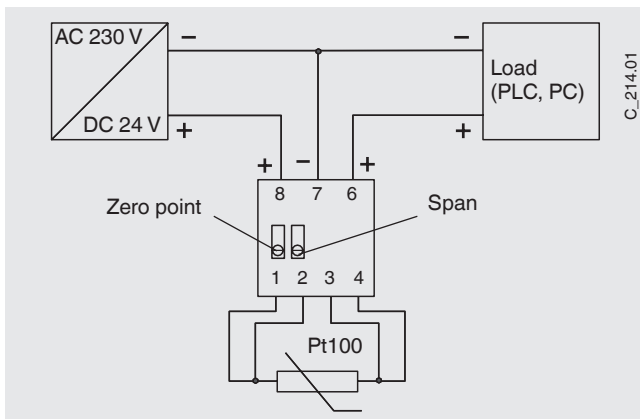 AC 230 V
−
−
Load
(PLC, PC)
DC 24 V
+
+
C_214.01
+
−
+
8 7 6
Zero point
Span
1 2 3 4
Pt100